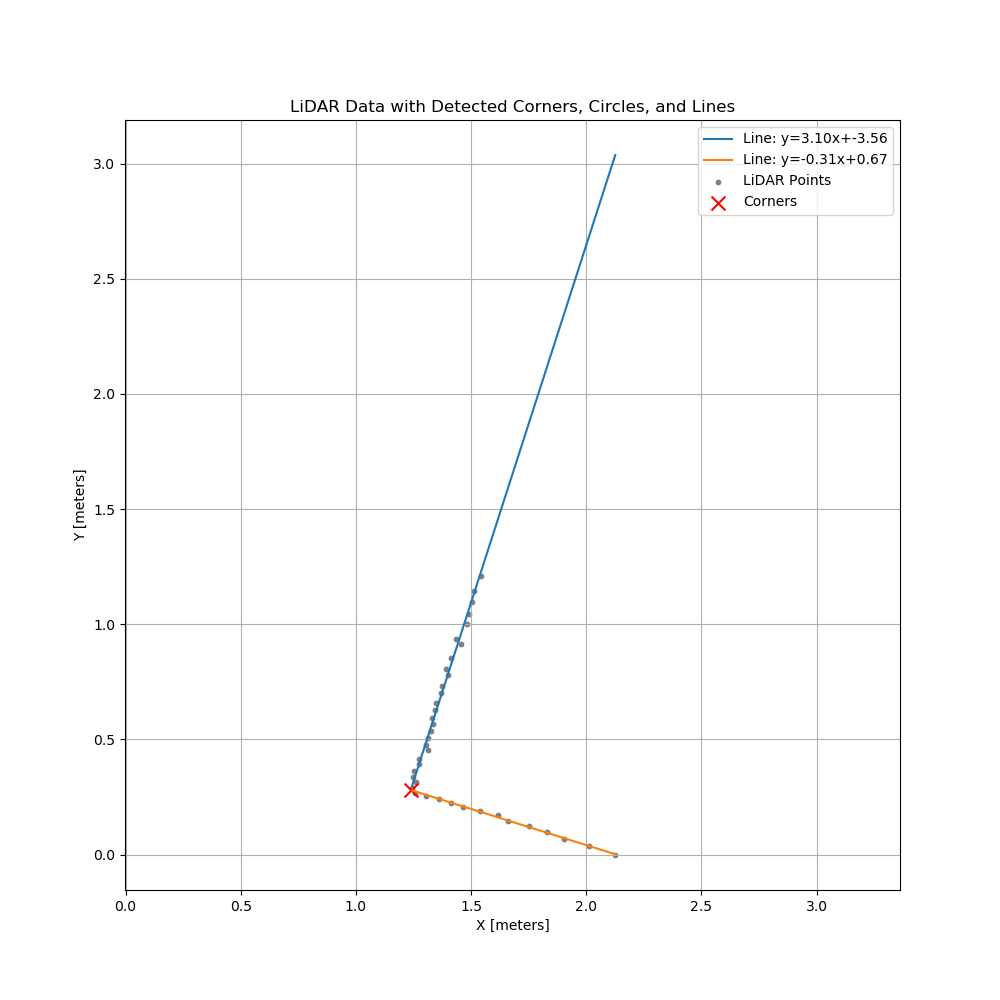 LiDAR Data with Detected Corners, Circles, and Lines
Line: y=3.10x+-3.56
Line: y=-0.31x+0.67
LiDAR Points
Corners
3.0
2.5
2.0
1.5
1.0
0.5
0.0
Y [meters]
0.0 0.5 1.0 1.5 2.0 2.5 3.0
X [meters]